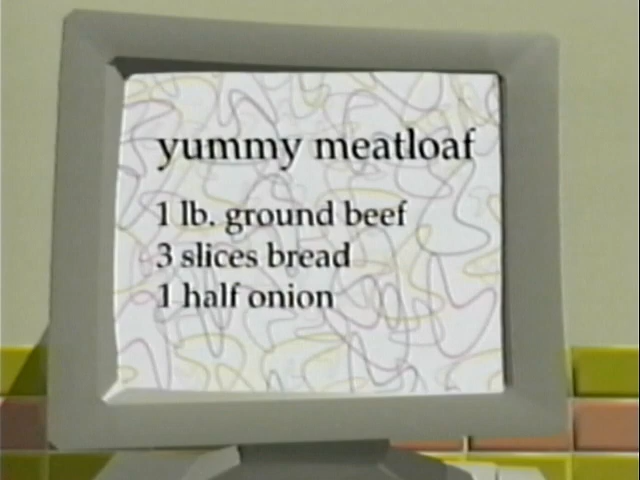 yummy meatloaf
1 lb. ground beef
3 slices bread
1 half onion